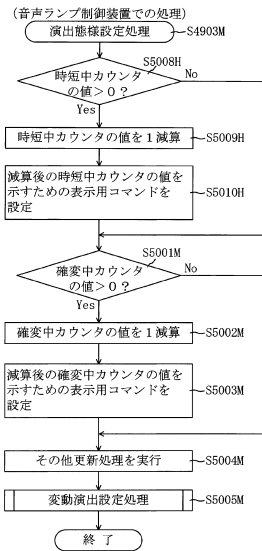 (音声ランプ制御装置での処理)
演出態様設定処理
S4903M
S5008H
時短中カウンタ
の値>0?
No
Yes
時短中カウンタの値を1減算
S5009H
減算後の時短中カウンタの値を
示すための表示用コマンドを
設定
S5010H
S5001M
確変中カウンタ
の値>0?
No
Yes
確変中カウンタの値を1減算
S5002M
減算後の確変中カウンタの値を
示すための表示用コマンドを
設定
S5003M
その他更新処理を実行
S5004M
変動演出設定処理
S5005M
終了